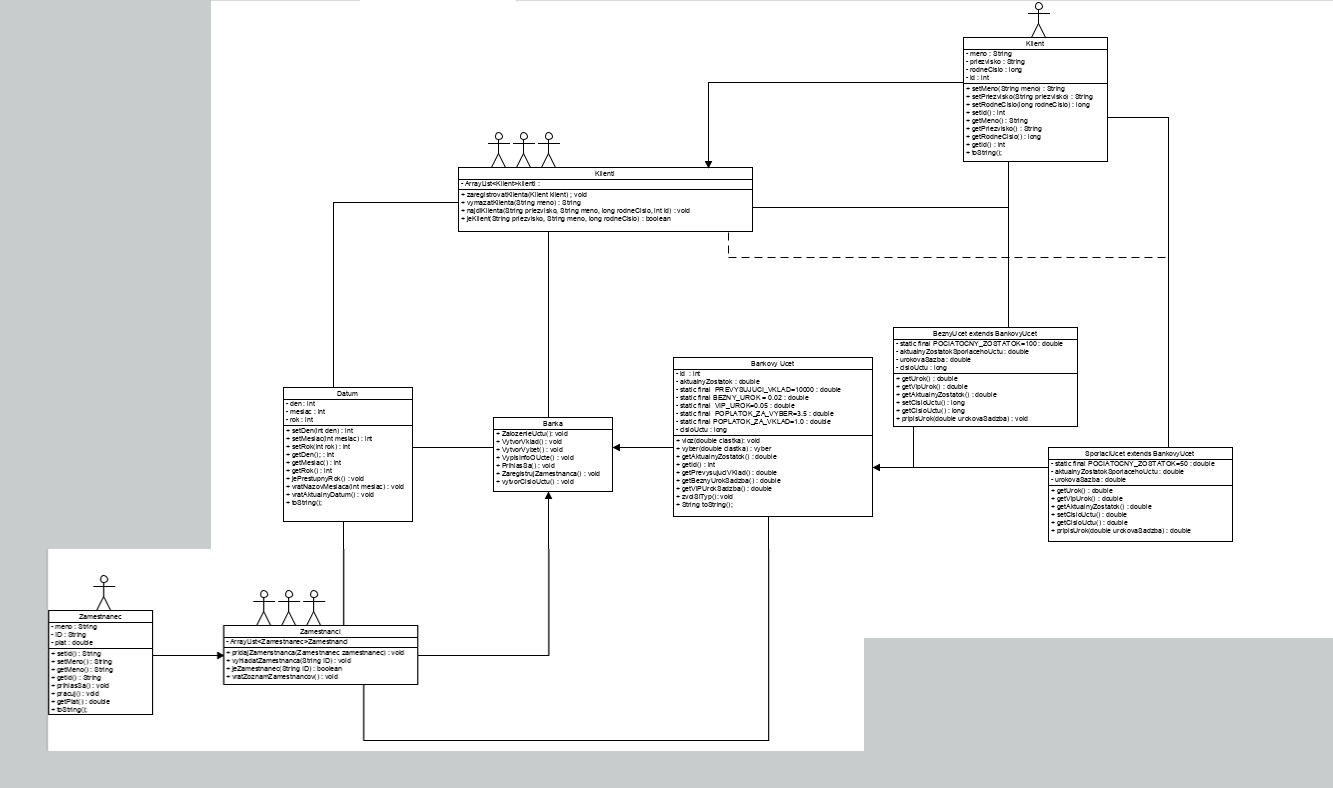 Klient
- meno : String
- priezvisko : String
- rodneCislo : long
- id : int
+ setMeno(String meno) : String
+ setPriezvisko(String priezvisko) : String
+ setRodneCislo(long rodneCislo) : long
+ setId() : int
+ getMeno() : String
+ getPriezvisko() : String
+ getRodneCislo() : long
+ getId() : int
+ toString();
Klienti
- ArrayList<Klient>klienti :
+ zaregistrovatKlienta(Klient klient) ; void
+ vymazatKlienta(String meno) : String
+ najdiKlienta(String priezvisko, String meno, long rodneCislo, int id) : void
+ jeKlient(String priezvisko, String meno, long rodneCislo) : boolean
BeznyUcet extends BankovyUcet
- static final POCIATOCNY_ZOSTATOK=100 : double
- aktualnyZostatokSporiacehoUctu : double
- urokovaSazba : double
- cisloUctu : long
+ getUrok() : double
+ getVipUrok() : double
+ getAktualnyZostatok() : double
+ setCisloUctu() : long
+ getCisloUctu() : long
+ pripisUrok(double urockovaSadzba) : void
Bankovy Ucet
- id : int
- aktualnyZostatok : double
- static final PREVYSUJUCI_VKLAD=10000 : double
- static final BEZNY_UROK = 0.02 : double
- static final VIP_UROK=0.05 : double
- static final POPLATOK_ZA_VYBER=3.5 : double
- static final POPLATOK_ZA_VKLAD=1.0 : double
- cisloUctu : long
+ vloz(double ciastka): void
+ vyber(double ciastka) : vyber
+ getAktualnyZostatok() : double
+ getId() : int
+ getPrevysujuciVklad() : double
+ getBeznyUrokSadzba() : double
+ getVIPUrokSadzba() : double
+ zvolSiTyp(): void
+ String toString();
Datum
- den : int
- mesiac : int
- rok : int
+ setDen(int den) : int
+ setMesiac(int mesiac) : int
+ setRok(int rok) : int
+ getDen(); : int
+ getMesiac(; : int
+ getRok() : int
+ jePrestupnyRok() : void
+ vratNazovMesiaca(int mesiac) : void
+ vratAktualnyDatum() : void
+ toString();
Barka
+ ZalozenieUctu(): void
+ VytvorVklad() : void
+ VytvorVyber() : void
+ VypisInfoOUcte() : void
+ PrihlasSa() : void
+ ZaregistrujZamestnanca() : void
+ vytvorCisloUctu() : void
SporiaciUcet extends BankovyUcet
- static final POCIATOCNY_ZOSTATOK=50 : double
- aktualnyZostatokSporiacehoUctu : double
- urokovaSazba : double
+ getUrok() : double
+ getVipUrok() : double
+ getAktualnyZostatok() : double
+ setCisloUctu() : double
+ getCisloUctu() : double
+ pripisUrok(double urockovaSadzba) : double
Zamestnanec
- meno : String
- ID : String
- plat : double
+ setId() : String
+ setMeno() : String
+ getMeno() : String
+ getId() : String
+ prihlasSa() : void
+ pracuj() : void
+ getPlat() : double
+ toString();
Zamestnanci
- ArrayList<Zamestnanec>Zamestnanci
+ pridajZamenstnanca(Zamestnanec zamestnanec) : void
+ vyhladatZamestnanca(String ID) : void
+ jeZamestnanec(String ID) : boolean
+ vratZoznamZamestnancov() : void